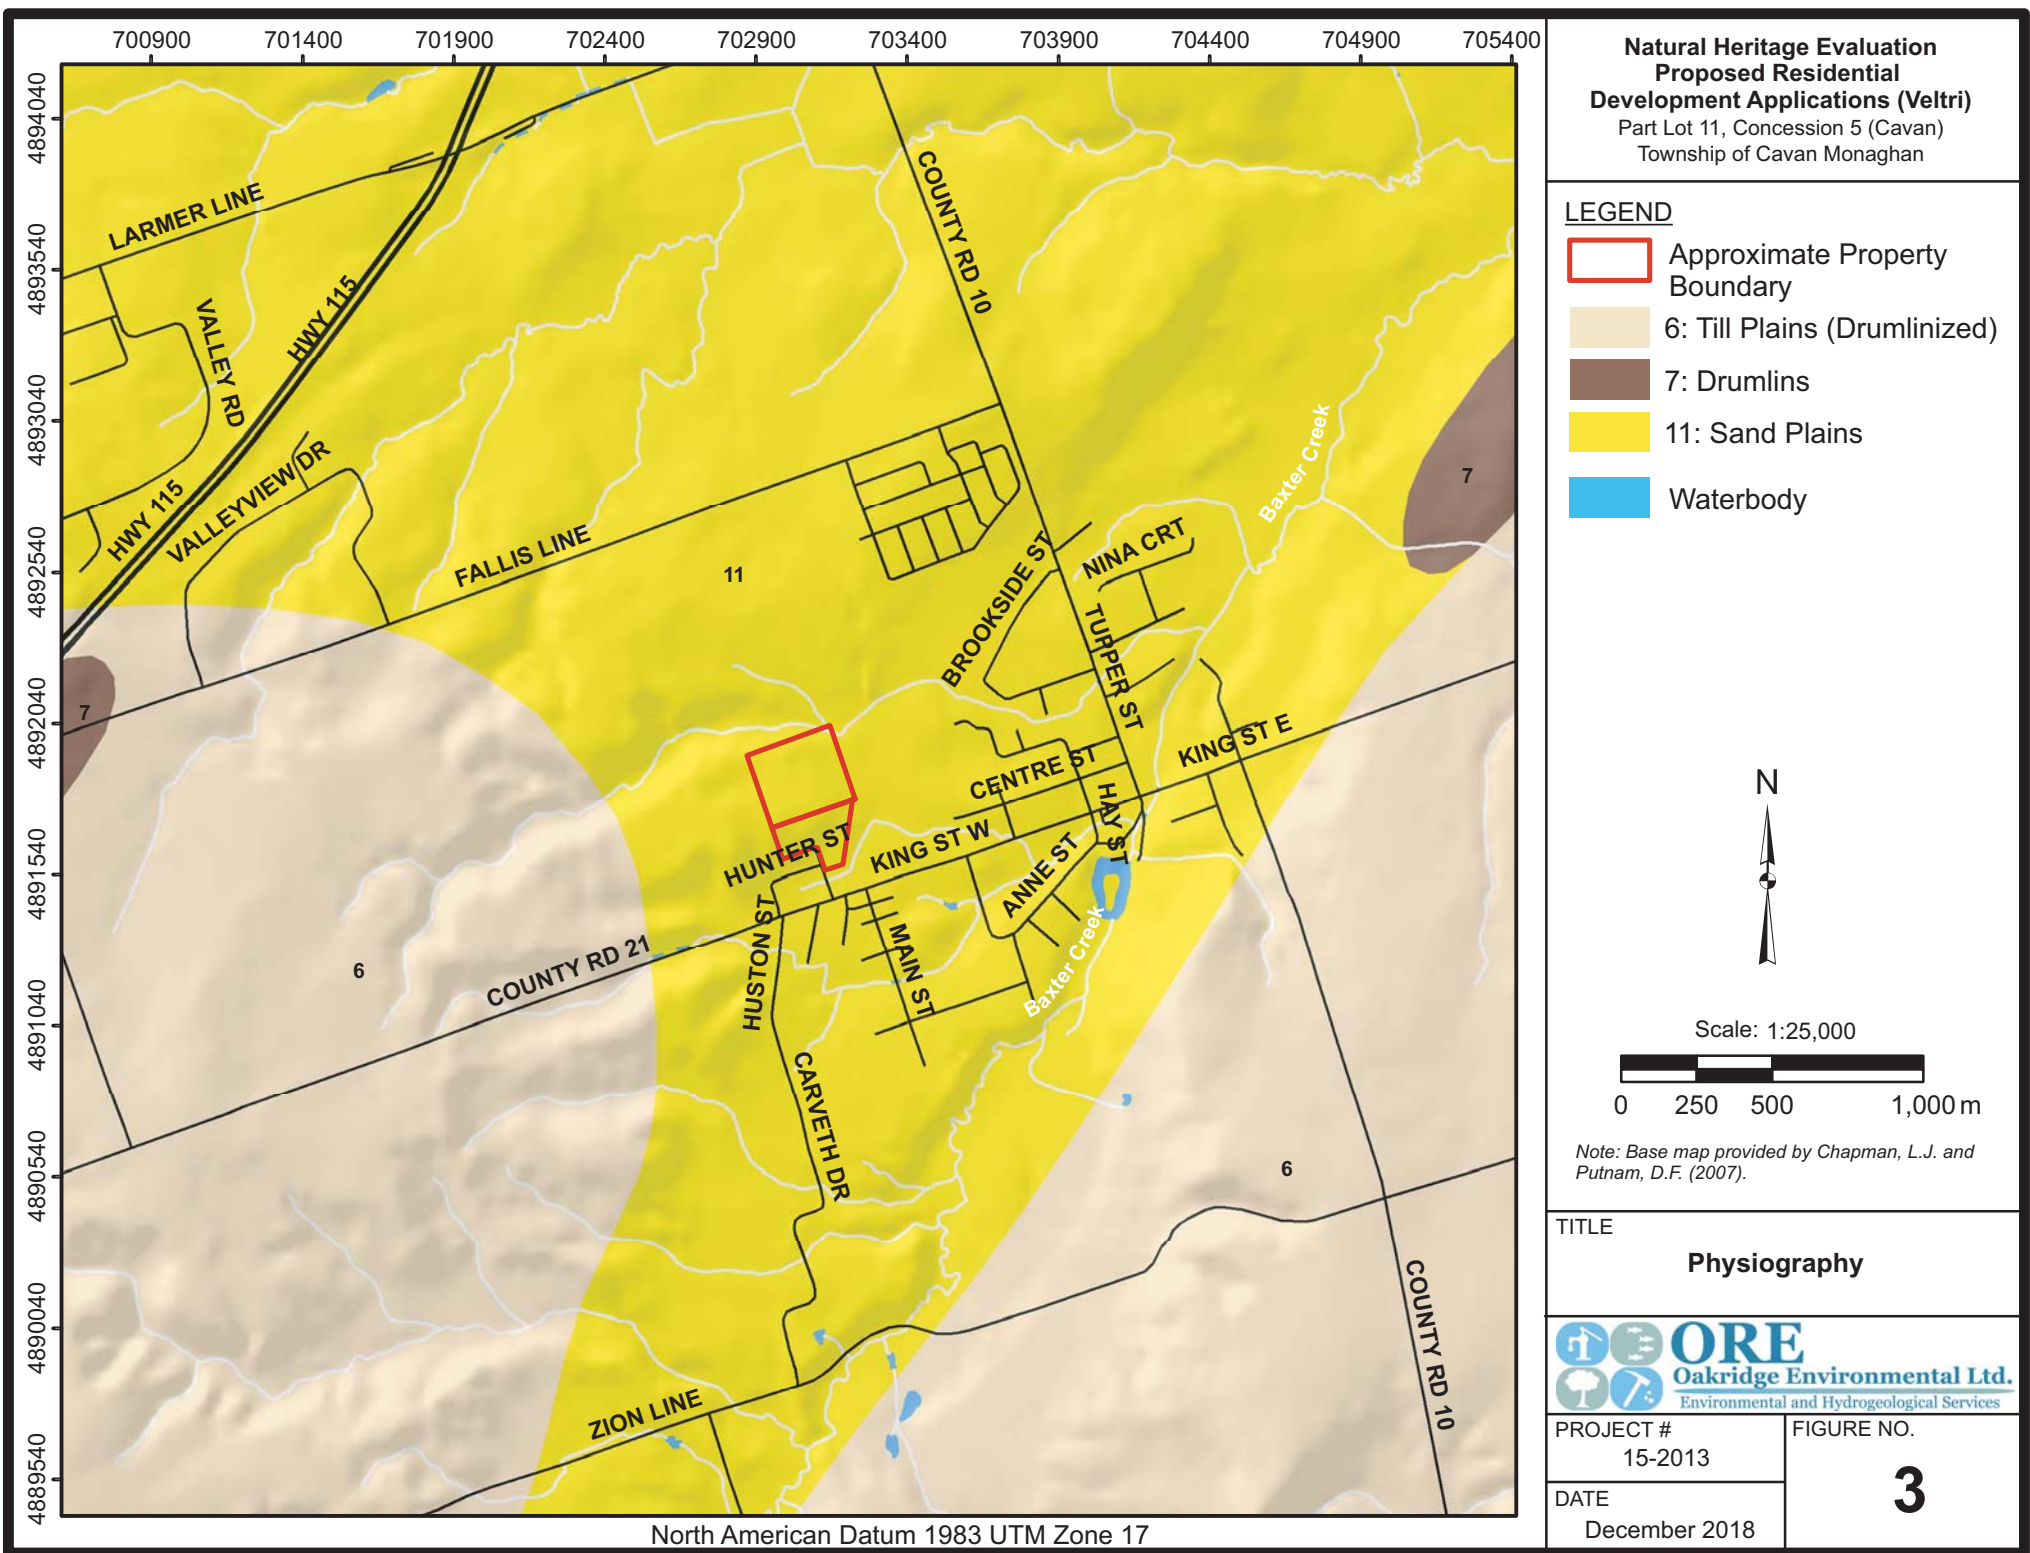 700900 701400 701900 702400 702900 703400 703900 704400 704900 705400
4894040
4893540
4893040
4892540
4892040
4891540
4891040
4890540
4890040
4889540
LARMER LINE
COUNTY RD 10
HWY 115
VALLEY RD
HWY 115
VALLEYVIEW DR
FALLIS LINE
11
Baxter Creek
7
BROOKSIDE ST
NINA CRT
TUPPER ST
7
CENTRE ST
KING ST E
HAY ST
HUNTER ST
KING ST W
ANNE ST
HUSTON ST
MAIN ST
Baxter Creek
6
COUNTY RD 21
CARVETH DR
6
COUNTY RD 10
ZION LINE
North American Datum 1983 UTM Zone 17
Natural Heritage Evaluation
Proposed Residential
Development Applications (Veltri)
Part Lot 11, Concession 5 (Cavan)
Township of Cavan Monaghan
LEGEND
Approximate Property
Boundary
6: Till Plains (Drumlinized)
7: Drumlins
11: Sand Plains
Waterbody
N
Scale: 1:25,000
0 250 500 1,000 m
Note: Base map provided by Chapman, L.J. and
Putnam, D.F. (2007).
TITLE
Physiography
ORE
Oakridge Environmental Ltd.
Environmental and Hydrogeological Services
PROJECT #
15-2013
FIGURE NO.
3
DATE
December 2018